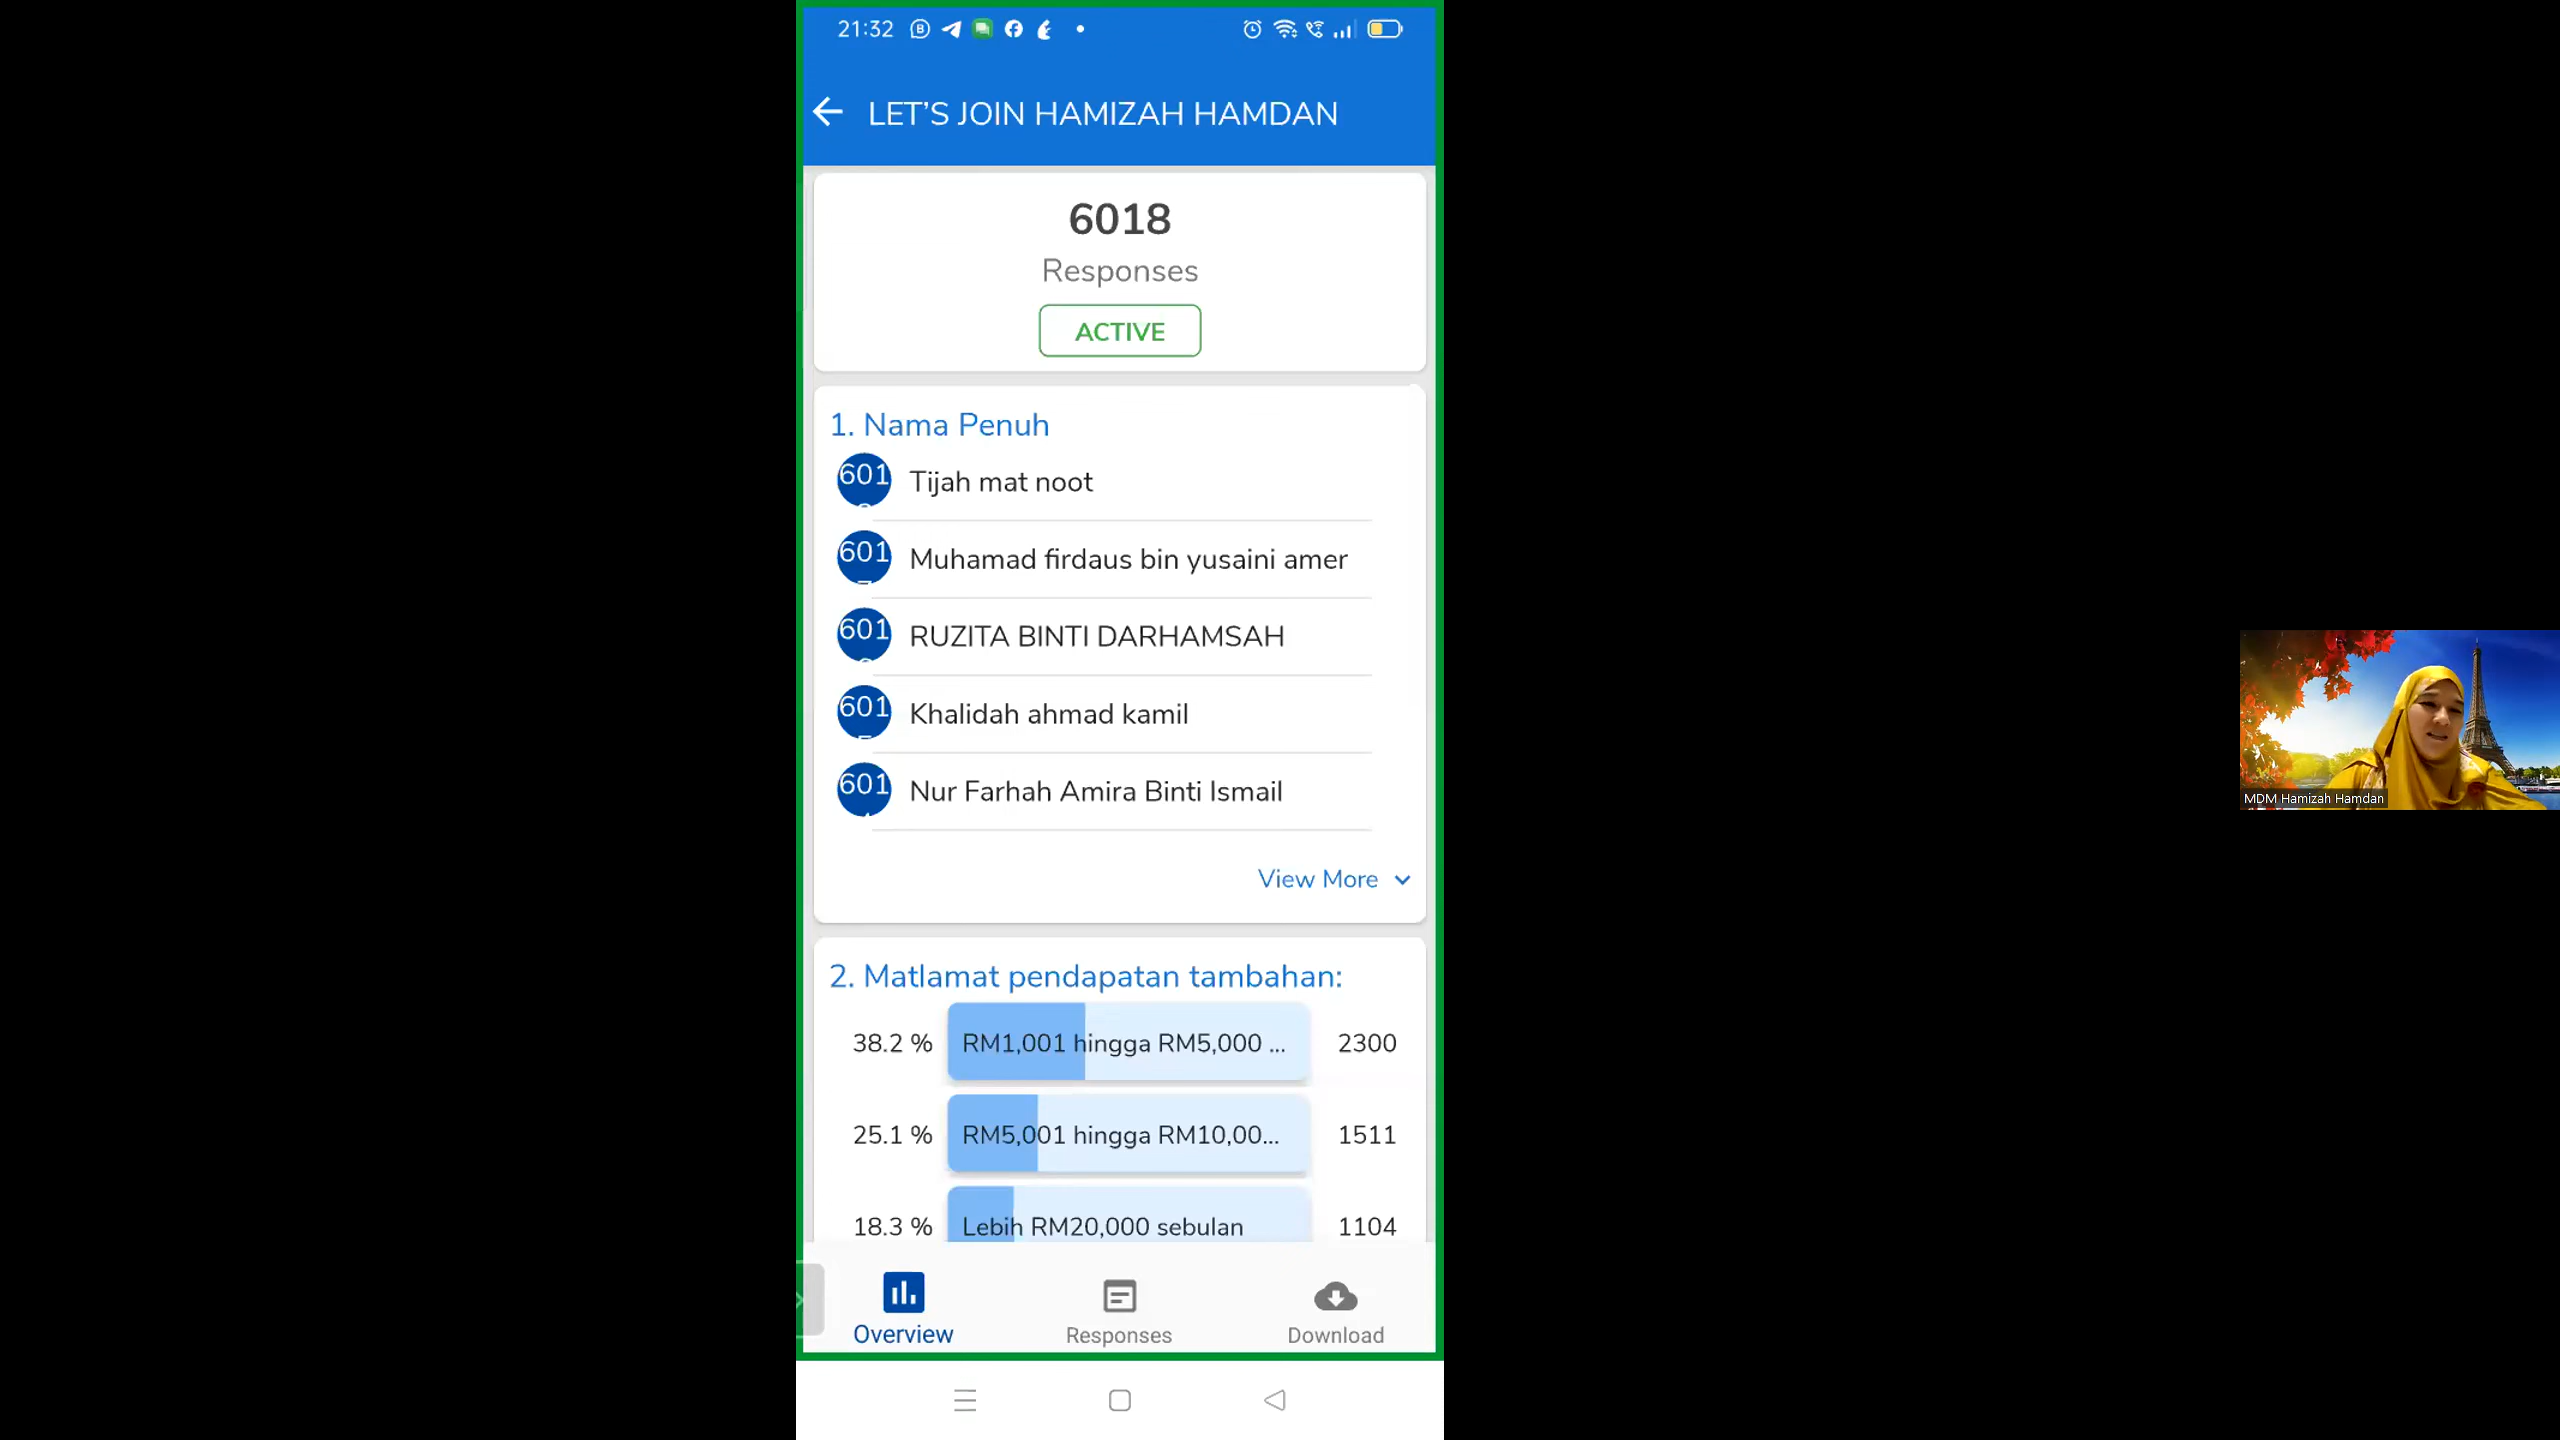 21:32
LET'S JOIN HAMIZAH HAMDAN
6018
Responses
ACTIVE
1. Nama Penuh
601 Tijah mat noot
601 Muhamad firdaus bin yusaini amer
601 RUZITA BINTI DARHAMSAH
601 Khalidah ahmad kamil
601 Nur Farhah Amira Binti Ismail
View More
2. Matlamat pendapatan tambahan:
38.2 % RM1,001 hingga RM5,000 ... 2300
25.1 % RM5,001 hingga RM10,00... 1511
18.3 % Lebih RM20,000 sebulan 1104
Overview Responses Download
MDM Hamizah Hamdan